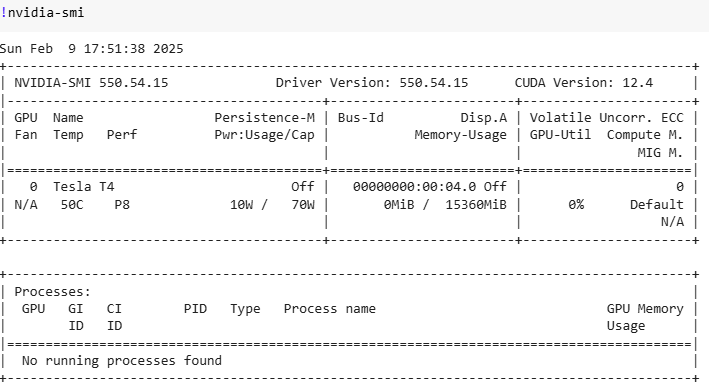 !nvidia-smi
Sun Feb  9 17:51:38 2025
+-----------------------------------------------------------------------------------------+
| NVIDIA-SMI 550.54.15              Driver Version: 550.54.15      CUDA Version: 12.4     |
|-----------------------------------------+------------------------+----------------------+
| GPU  Name                 Persistence-M | Bus-Id          Disp.A | Volatile Uncorr. ECC |
| Fan  Temp   Perf          Pwr:Usage/Cap |           Memory-Usage | GPU-Util  Compute M. |
|                                         |                        |               MIG M. |
|=========================================+========================+======================|
|   0  Tesla T4                       Off |   00000000:00:04.0 Off |                    0 |
| N/A   50C    P8             10W /   70W |       0MiB /  15360MiB |      0%      Default |
|                                         |                        |                  N/A |
+-----------------------------------------+------------------------+----------------------+
+-----------------------------------------------------------------------------------------+
| Processes:                                                                              |
|  GPU   GI   CI        PID   Type   Process name                              GPU Memory |
|        ID   ID                                                               Usage      |
|=========================================================================================|
|  No running processes found                                                             |
+-----------------------------------------------------------------------------------------+